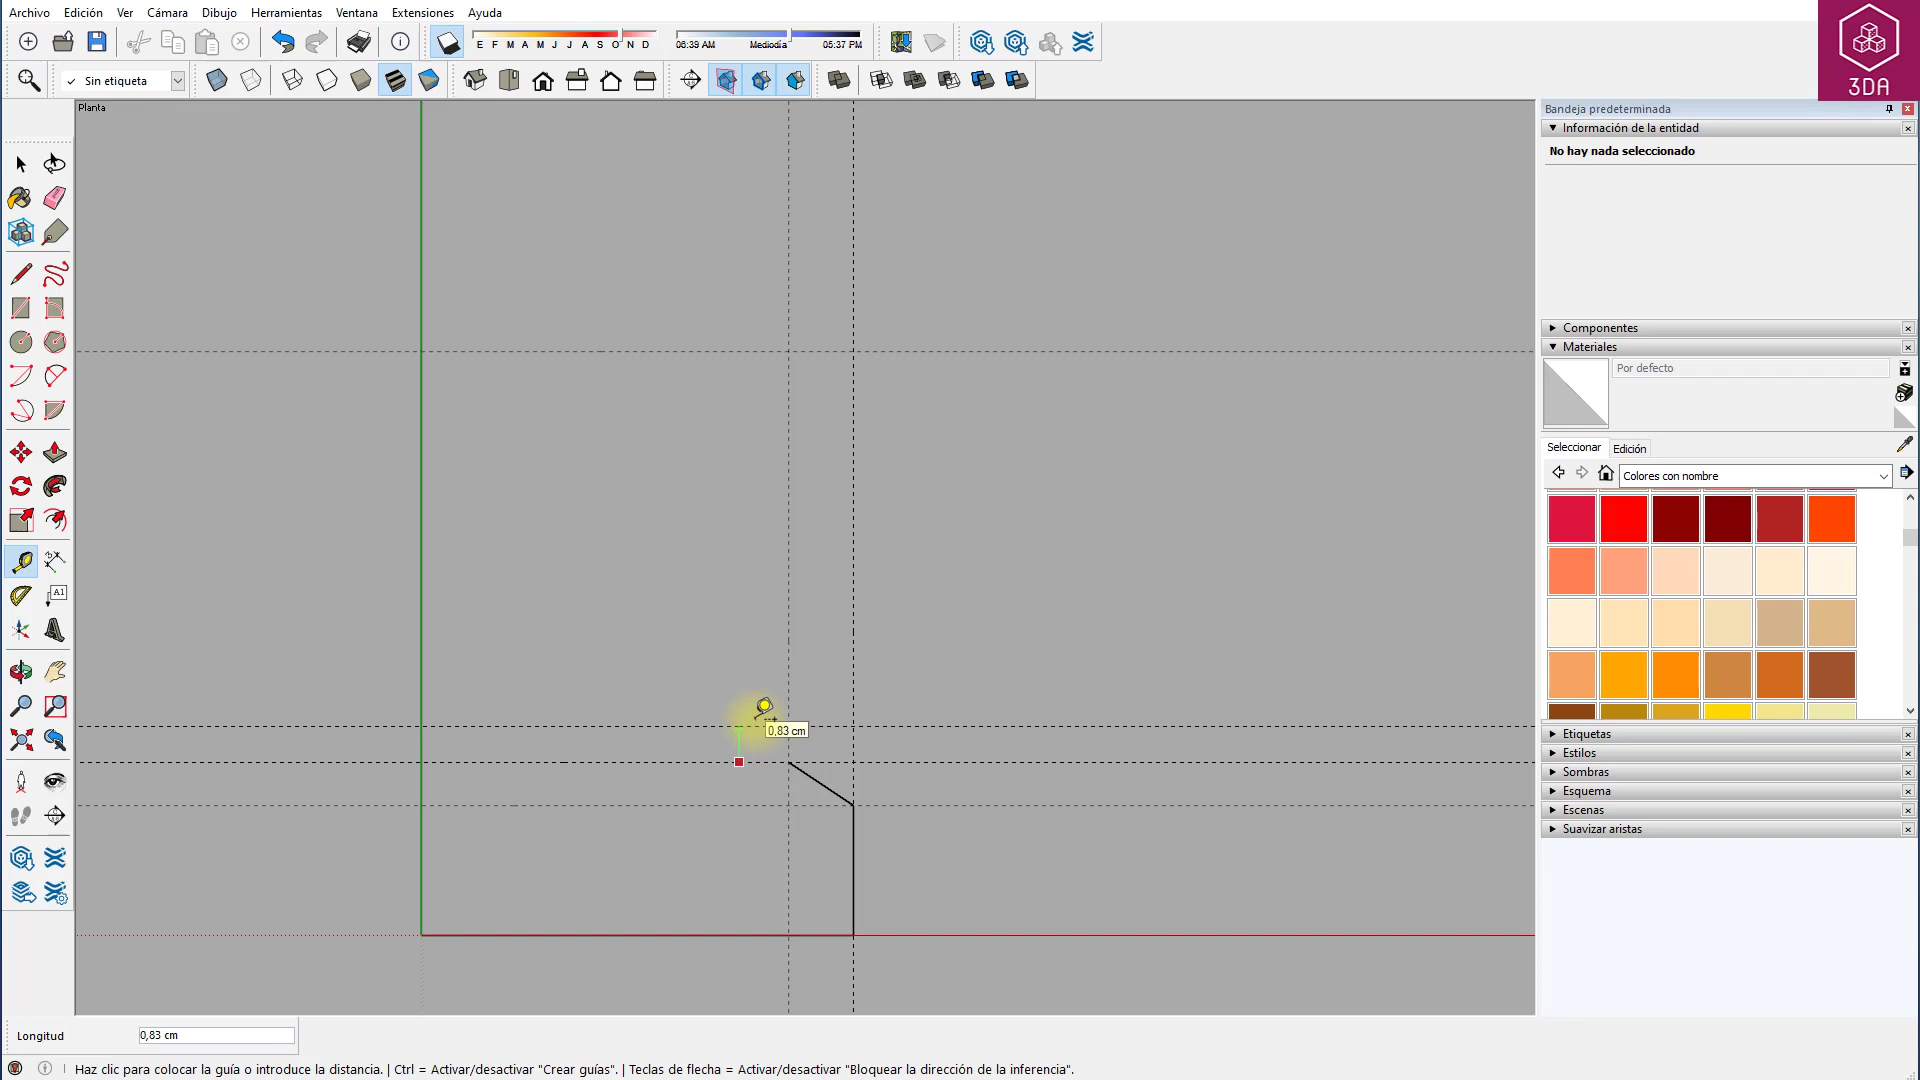 Archivo Edición Ver Cámara Dibujo Herramientas Ventana Extensiones Ayuda
E F M A M J J A S O N D
06:39 AM Mediodía 05:37 PM
Sin etiqueta
3DA
Planta
Bandeja predeterminada
Información de la entidad
No hay nada seleccionado
Componentes
Materiales
Por defecto
Seleccionar Edición
Colores con nombre
A1
0,83 cm
Etiquetas
Estilos
Sombras
Esquema
Escenas
Suavizar aristas
Longitud 0,83 cm
Haz clic para colocar la guía o introduce la distancia. | Ctrl = Activar/desactivar "Crear guías". | Teclas de flecha = Activar/desactivar "Bloquear la dirección de la inferencia".